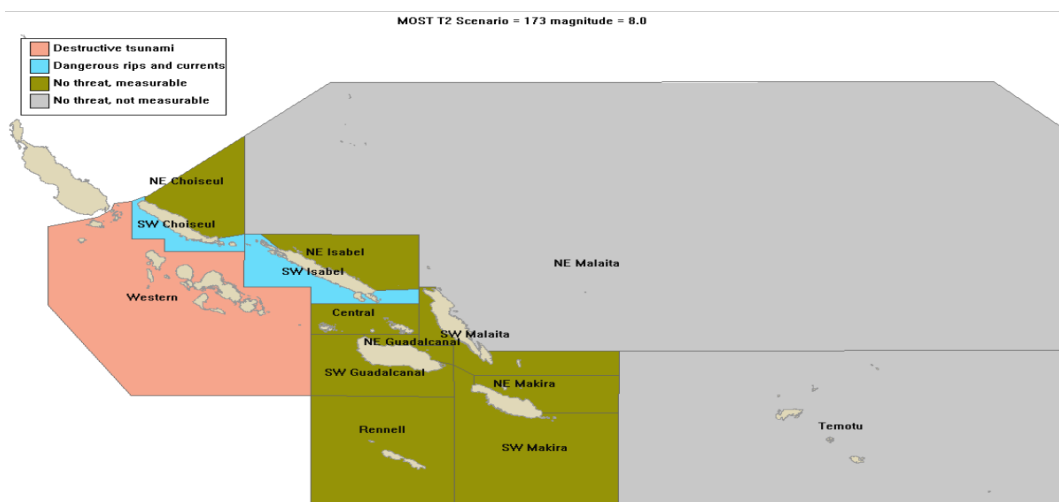 MOST T2 Scenario = 173 magnitude = 8.0
Destructive tsunami
Dangerous rips and currents
No threat, measurable
No threat, not measurable
NE Choiseul
SW Choiseul
NE Isabel
SW Isabel
NE Malaita
Western
Central
SW Malaita
NE Guadalcanal
SW Guadalcanal
NE Makira
Rennell
Temotu
SW Makira